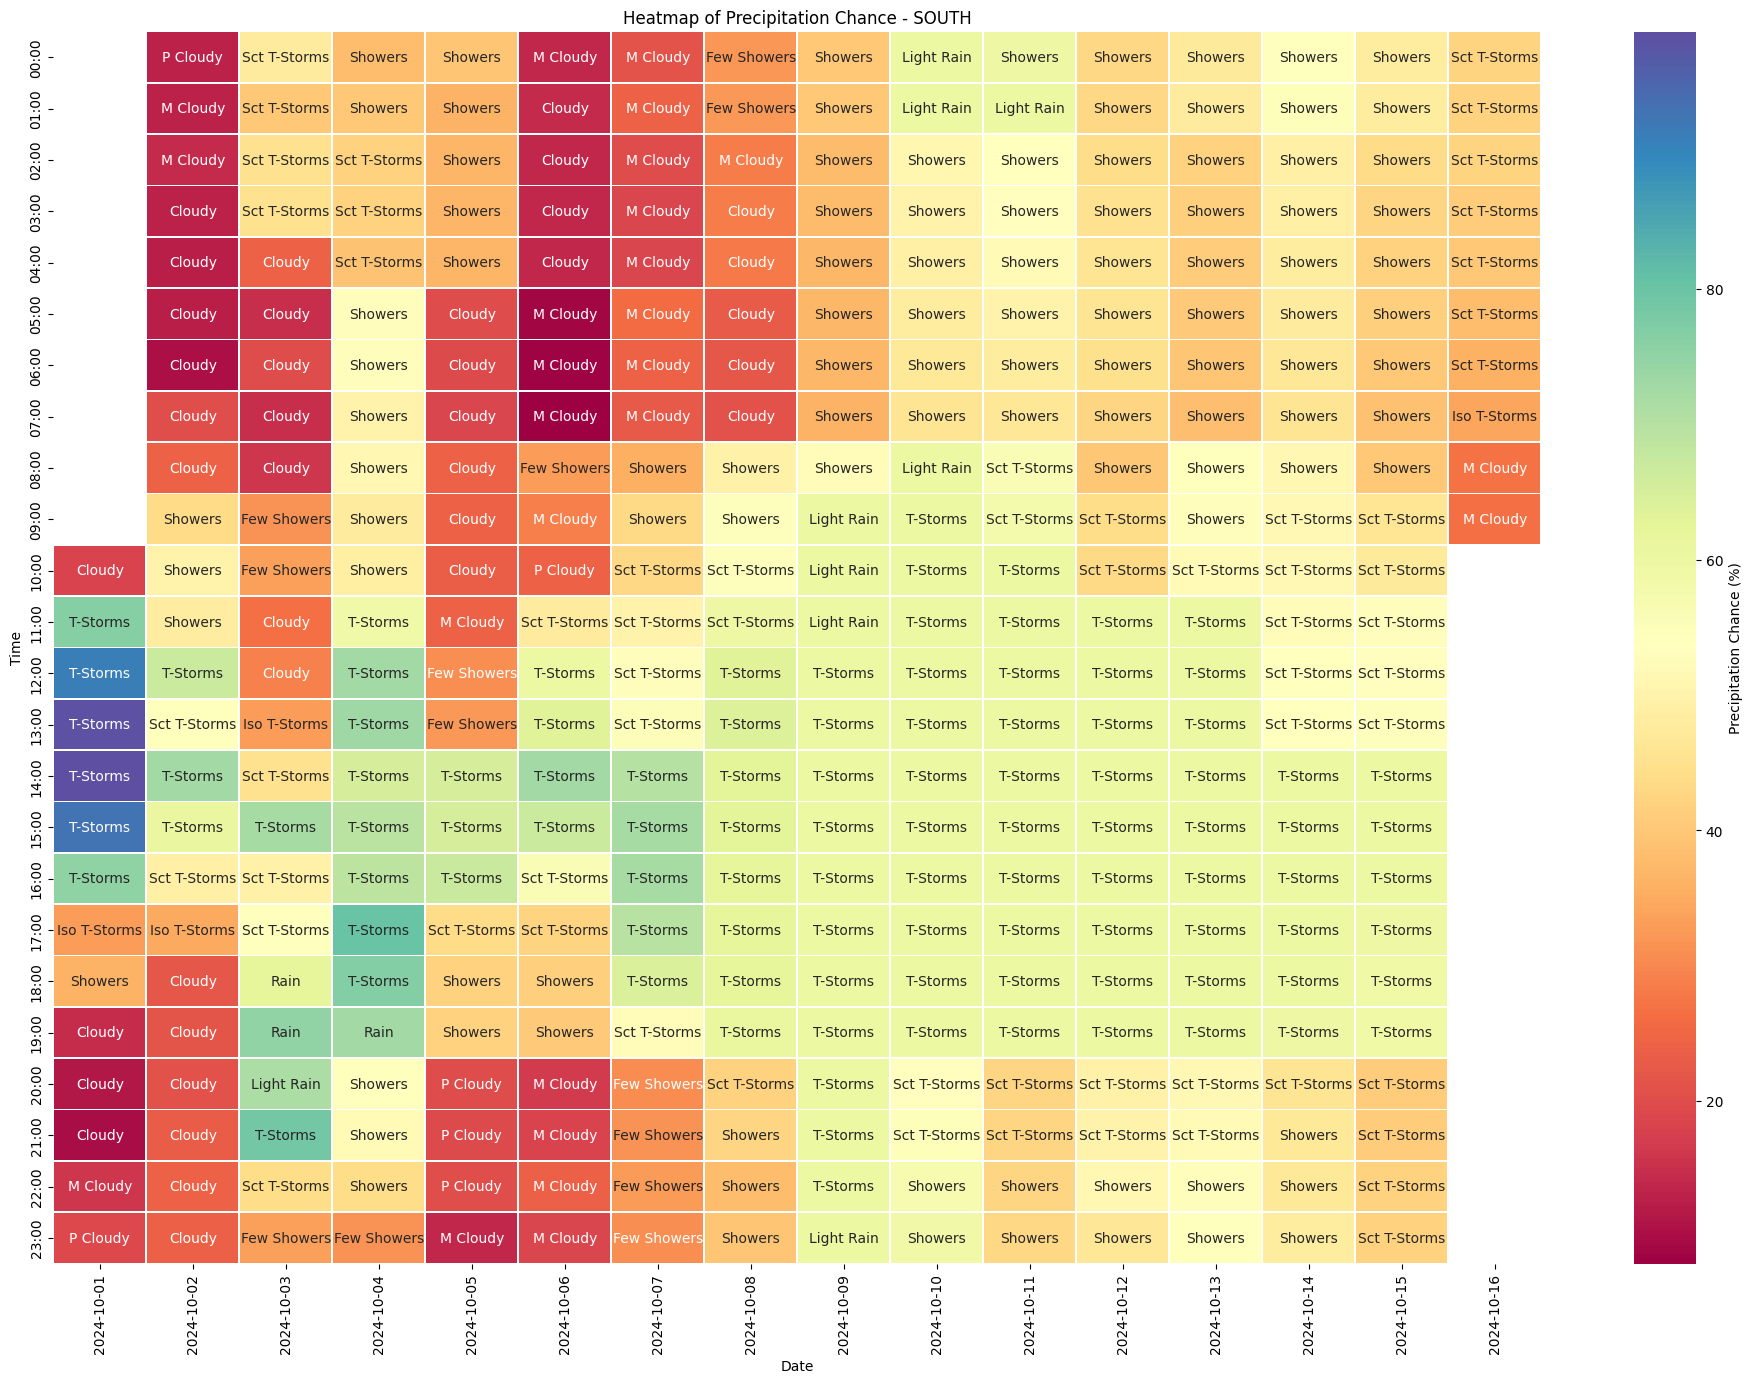 Heatmap of Precipitation Chance - SOUTH
00:00 P Cloudy Sct T-Storms Showers Showers M Cloudy M Cloudy Few Showers Showers Light Rain Showers Showers Showers Showers Showers Sct T-Storms
01:00 M Cloudy Sct T-Storms Showers Showers Cloudy M Cloudy Few Showers Showers Light Rain Light Rain Showers Showers Showers Showers Sct T-Storms
02:00 M Cloudy Sct T-Storms Sct T-Storms Showers Cloudy M Cloudy M Cloudy Showers Showers Showers Showers Showers Showers Showers Sct T-Storms
03:00 Cloudy Sct T-Storms Sct T-Storms Showers Cloudy M Cloudy Cloudy Showers Showers Showers Showers Showers Showers Showers Sct T-Storms
04:00 Cloudy Cloudy Sct T-Storms Showers Cloudy M Cloudy Cloudy Showers Showers Showers Showers Showers Showers Showers Sct T-Storms
05:00 Cloudy Cloudy Showers Cloudy M Cloudy M Cloudy Cloudy Showers Showers Showers Showers Showers Showers Showers Sct T-Storms
06:00 Cloudy Cloudy Showers Cloudy M Cloudy M Cloudy Cloudy Showers Showers Showers Showers Showers Showers Showers Sct T-Storms
07:00 Cloudy Cloudy Showers Cloudy M Cloudy M Cloudy Cloudy Showers Showers Showers Showers Showers Showers Showers Iso T-Storms
08:00 Cloudy Cloudy Showers Cloudy Few Showers Showers Showers Showers Light Rain Sct T-Storms Showers Showers Showers Showers M Cloudy
09:00 Showers Few Showers Showers Cloudy M Cloudy Showers Showers Light Rain T-Storms Sct T-Storms Sct T-Storms Showers Sct T-Storms Sct T-Storms M Cloudy
10:00 Cloudy Showers Few Showers Showers Cloudy P Cloudy Sct T-Storms Sct T-Storms Light Rain T-Storms T-Storms Sct T-Storms Sct T-Storms Sct T-Storms Sct T-Storms
11:00 T-Storms Showers Cloudy T-Storms M Cloudy Sct T-Storms Sct T-Storms Sct T-Storms Light Rain T-Storms T-Storms T-Storms T-Storms Sct T-Storms Sct T-Storms
12:00 T-Storms T-Storms Cloudy T-Storms Few Showers T-Storms Sct T-Storms T-Storms T-Storms T-Storms T-Storms T-Storms T-Storms Sct T-Storms Sct T-Storms
13:00 T-Storms Sct T-Storms Iso T-Storms T-Storms Few Showers T-Storms Sct T-Storms T-Storms T-Storms T-Storms T-Storms T-Storms T-Storms Sct T-Storms Sct T-Storms
14:00 T-Storms T-Storms Sct T-Storms T-Storms T-Storms T-Storms T-Storms T-Storms T-Storms T-Storms T-Storms T-Storms T-Storms T-Storms T-Storms
15:00 T-Storms T-Storms T-Storms T-Storms T-Storms T-Storms T-Storms T-Storms T-Storms T-Storms T-Storms T-Storms T-Storms T-Storms T-Storms
16:00 T-Storms Sct T-Storms Sct T-Storms T-Storms T-Storms Sct T-Storms T-Storms T-Storms T-Storms T-Storms T-Storms T-Storms T-Storms T-Storms T-Storms
17:00 Iso T-Storms Iso T-Storms Sct T-Storms T-Storms Sct T-Storms Sct T-Storms T-Storms T-Storms T-Storms T-Storms T-Storms T-Storms T-Storms T-Storms T-Storms
18:00 Showers Cloudy Rain T-Storms Showers Showers T-Storms T-Storms T-Storms T-Storms T-Storms T-Storms T-Storms T-Storms T-Storms
19:00 Cloudy Cloudy Rain Rain Showers Showers Sct T-Storms T-Storms T-Storms T-Storms T-Storms T-Storms T-Storms T-Storms T-Storms
20:00 Cloudy Cloudy Light Rain Showers P Cloudy M Cloudy Few Showers Sct T-Storms T-Storms Sct T-Storms Sct T-Storms Sct T-Storms Sct T-Storms Sct T-Storms Sct T-Storms
21:00 Cloudy Cloudy T-Storms Showers P Cloudy M Cloudy Few Showers Showers T-Storms Sct T-Storms Sct T-Storms Sct T-Storms Sct T-Storms Showers Sct T-Storms
22:00 M Cloudy Cloudy Sct T-Storms Showers P Cloudy M Cloudy Few Showers Showers T-Storms Showers Showers Showers Showers Showers Sct T-Storms
23:00 P Cloudy Cloudy Few Showers Few Showers M Cloudy M Cloudy Few Showers Showers Light Rain Showers Showers Showers Showers Showers Sct T-Storms
2024-10-01 2024-10-02 2024-10-03 2024-10-04 2024-10-05 2024-10-06 2024-10-07 2024-10-08 2024-10-09 2024-10-10 2024-10-11 2024-10-12 2024-10-13 2024-10-14 2024-10-15 2024-10-16
Date
Time
80
60
40
20
Precipitation Chance (%)